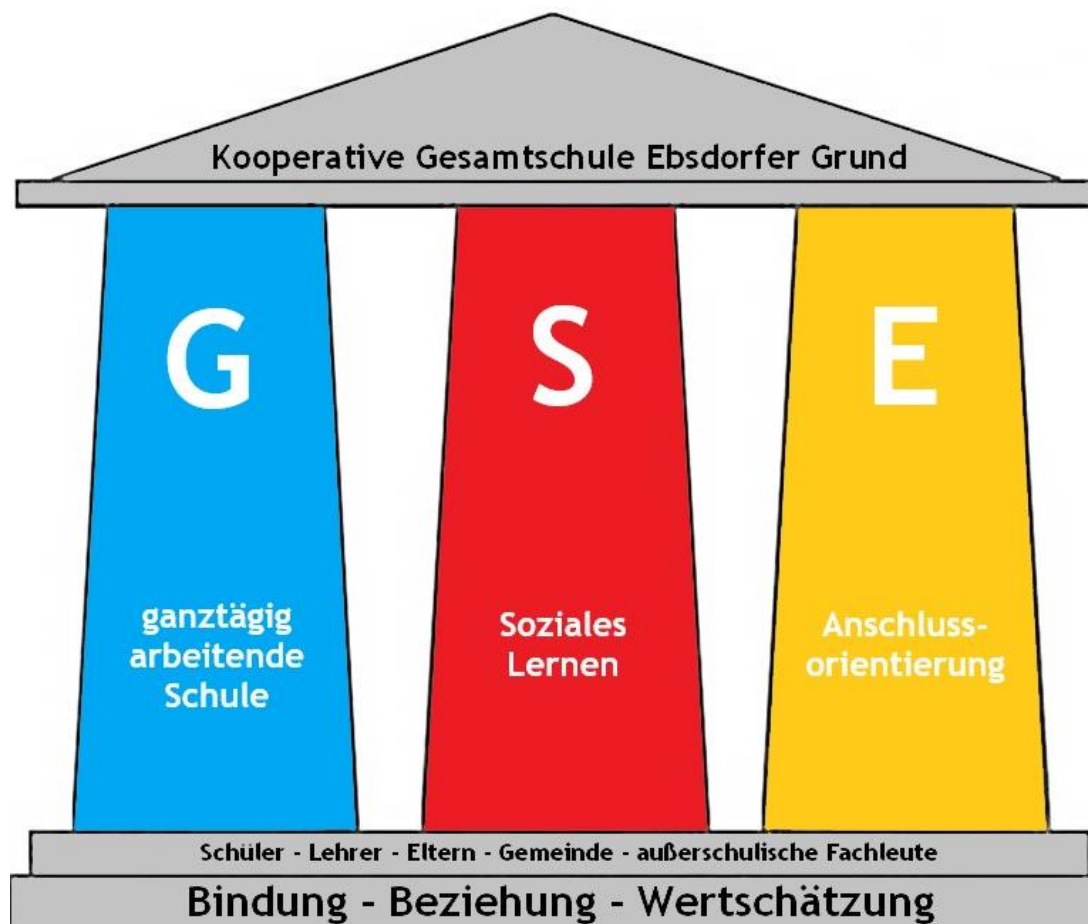 Kooperative Gesamtschule Ebsdorfer Grund
G
ganztägig
arbeitende
Schule
S
Soziales
Lernen
E
Anschluss-
orientierung
Schüler - Lehrer - Eltern - Gemeinde - außerschulische Fachleute
Bindung - Beziehung - Wertschätzung